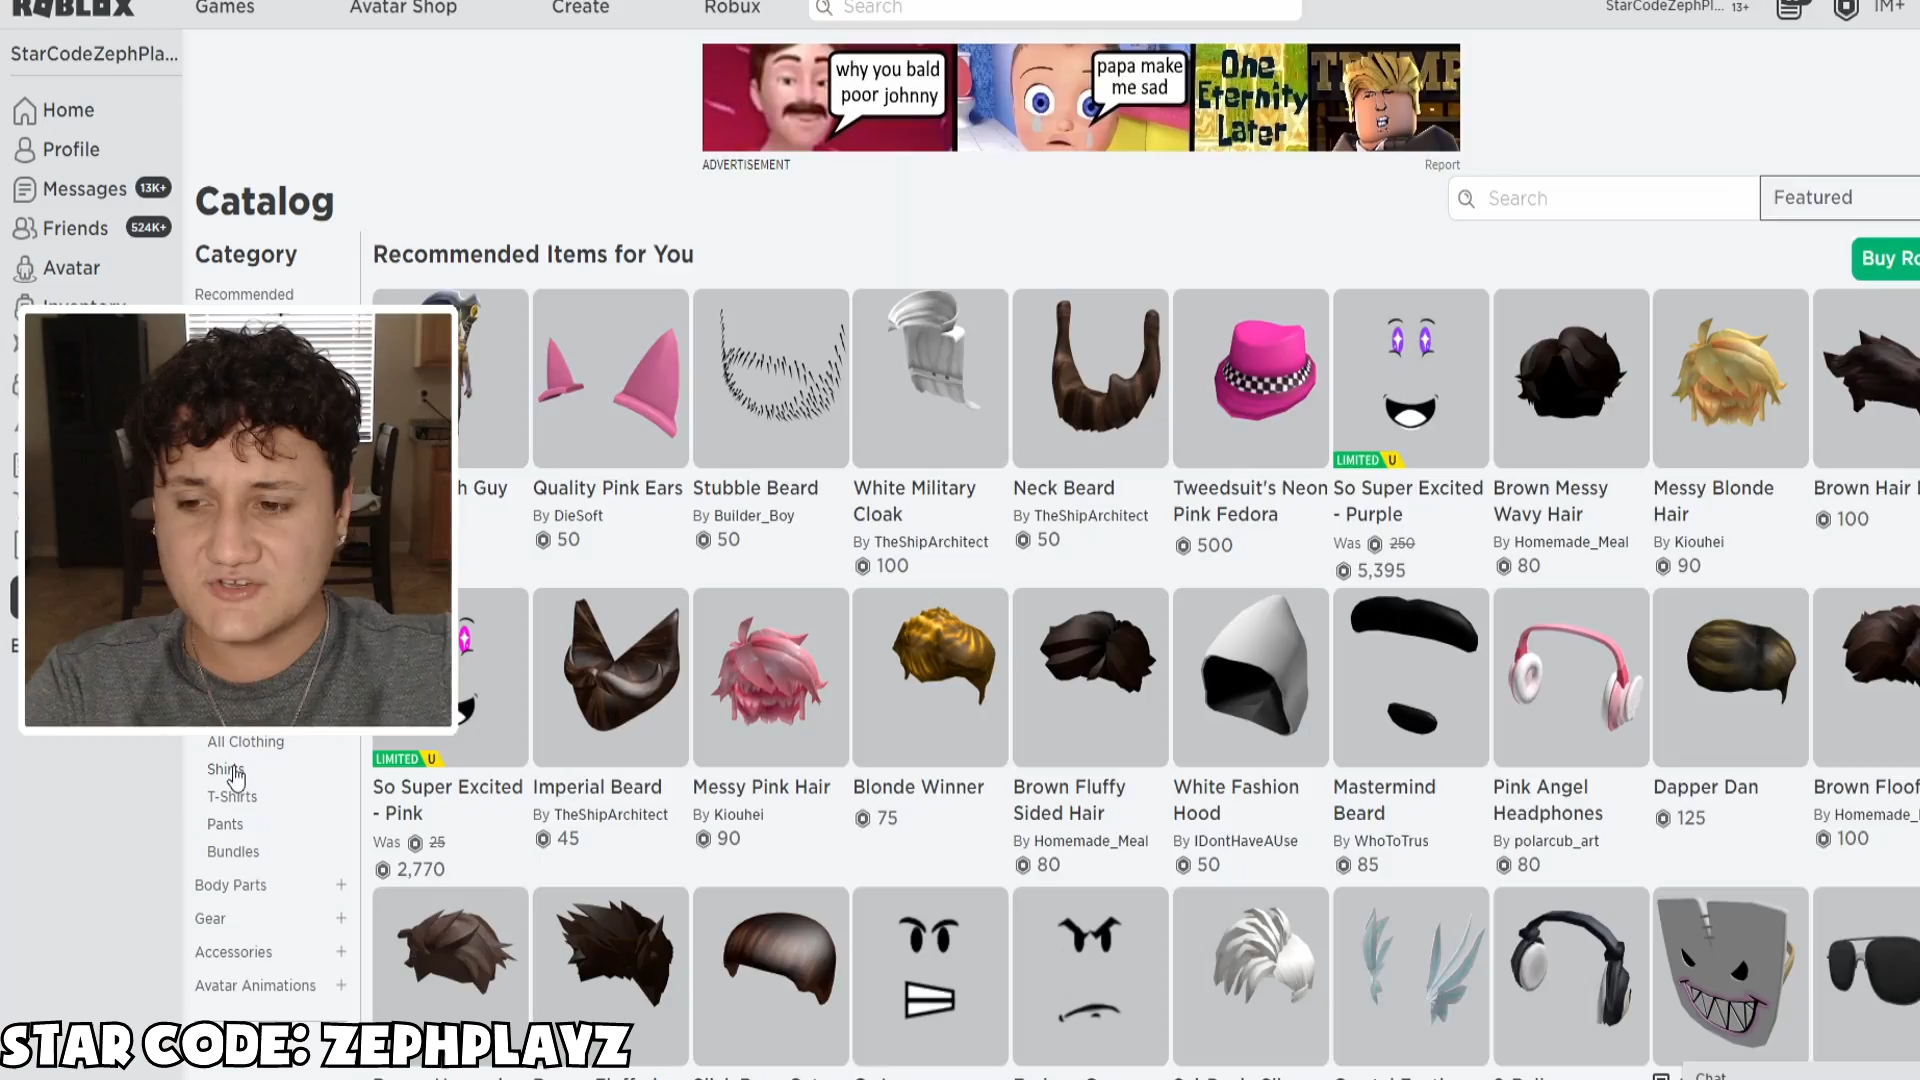 ROBLOX
Games
Avatar Shop
Create
Robux
Search
StarCodeZephPl... 13+
1M+
StarCodeZephPla...
Home
Profile
Messages 13K+
Friends 524K+
Avatar
why you bald
poor johnny
papa make
me sad
One
Eternity
Later
TRUMP
ADVERTISEMENT
Report
Catalog
Search
Featured
Category
Recommended
Recommended Items for You
Buy
h Guy
Quality Pink Ears
By DieSoft
50
Stubble Beard
By Builder_Boy
50
White Military
Cloak
By TheShipArchitect
100
Neck Beard
By TheShipArchitect
50
Tweedsuit's Neon
Pink Fedora
500
LIMITED U
So Super Excited
- Purple
Was 250
5,395
Brown Messy
Wavy Hair
By Homemade_Meal
80
Messy Blonde
Hair
By Kiouhei
90
Brown Hair
100
LIMITED U
So Super Excited
- Pink
Was 25
2,770
Imperial Beard
By TheShipArchitect
45
Messy Pink Hair
By Kiouhei
90
Blonde Winner
75
Brown Fluffy
Sided Hair
By Homemade_Meal
80
White Fashion
Hood
By IDontHaveAUse
50
Mastermind
Beard
By WhoToTrus
85
Pink Angel
Headphones
By polarcub_art
80
Dapper Dan
125
Brown Floof
By Homemade_
100
All Clothing
Shirts
T-Shirts
Pants
Bundles
Body Parts +
Gear +
Accessories +
Avatar Animations +
STAR CODE: ZEPHPLAYZ
Chat